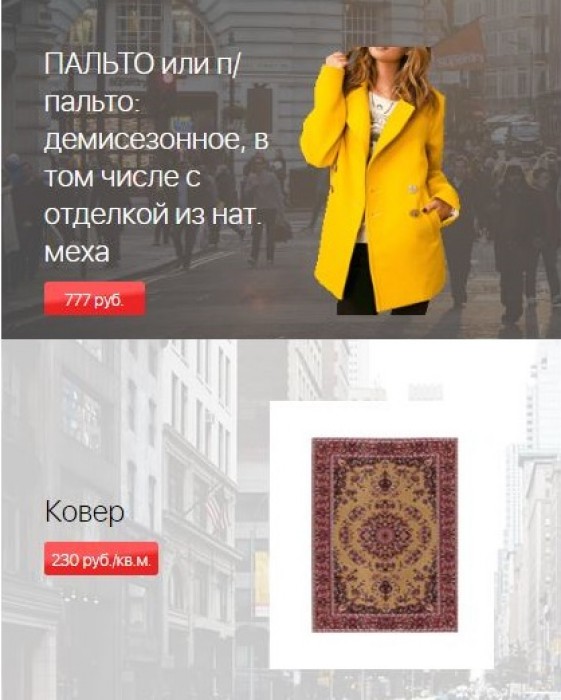 ПАЛЬТО или п/
пальто:
демисезонное, в
том числе с
отделкой из нат.
меха
777 руб.
Ковер
230 руб./кв.м.